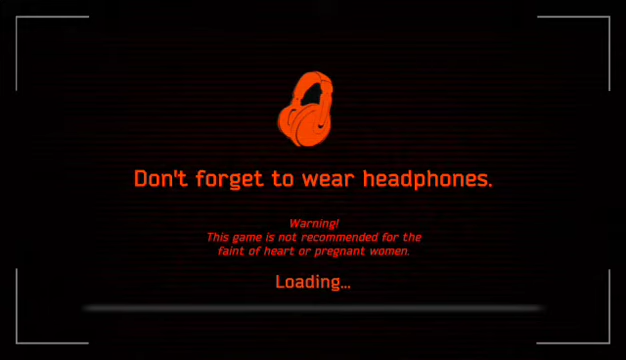 Don't forget to wear headphones.
Warning!
This game is not recommended for the
faint of heart or pregnant women.
Loading...